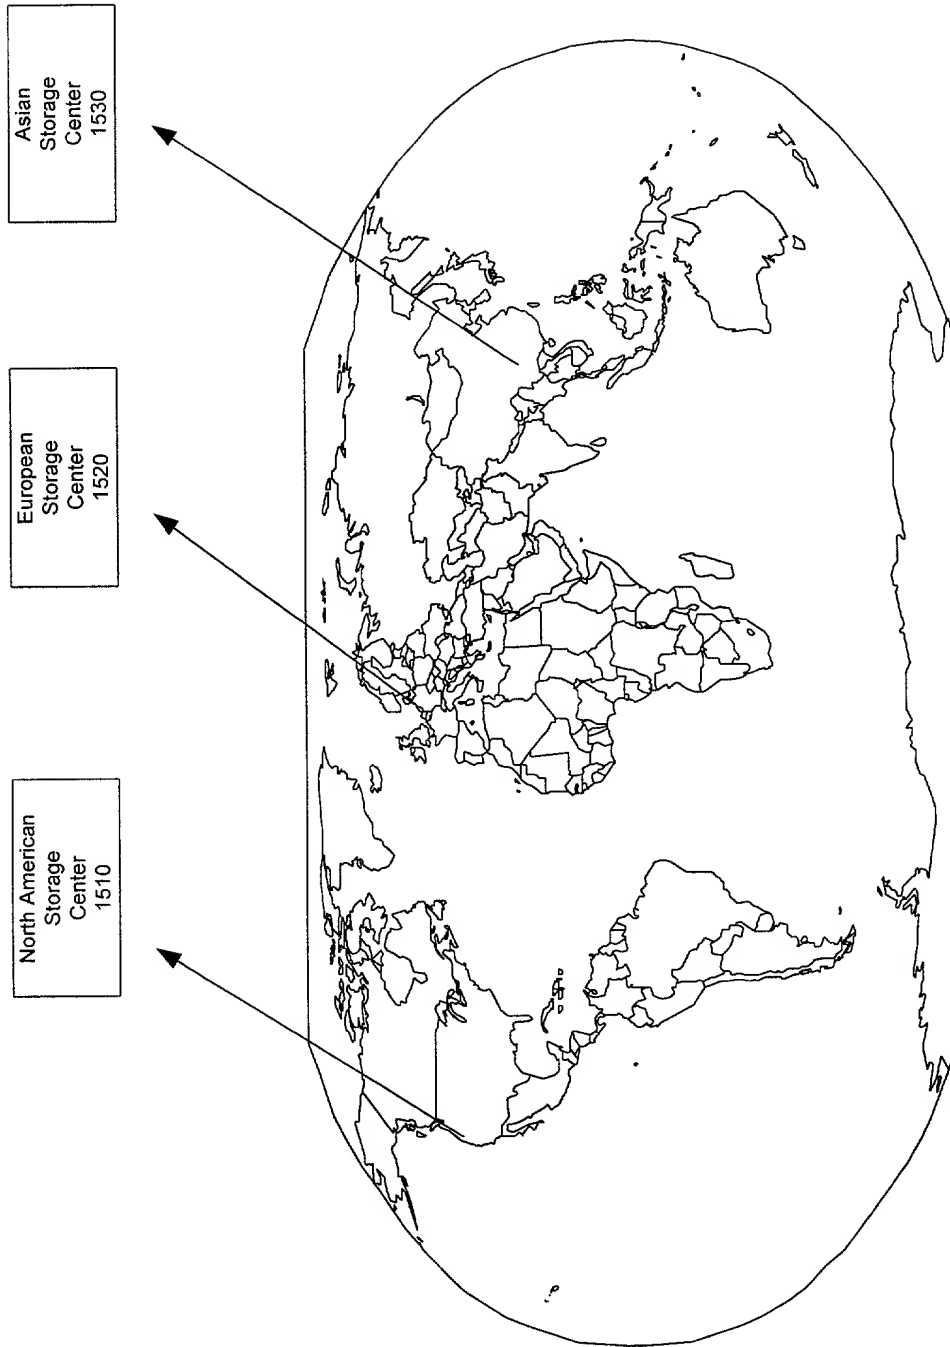 North American
Storage
Center
1510
European
Storage
Center
1520
Asian
Storage
Center
1530